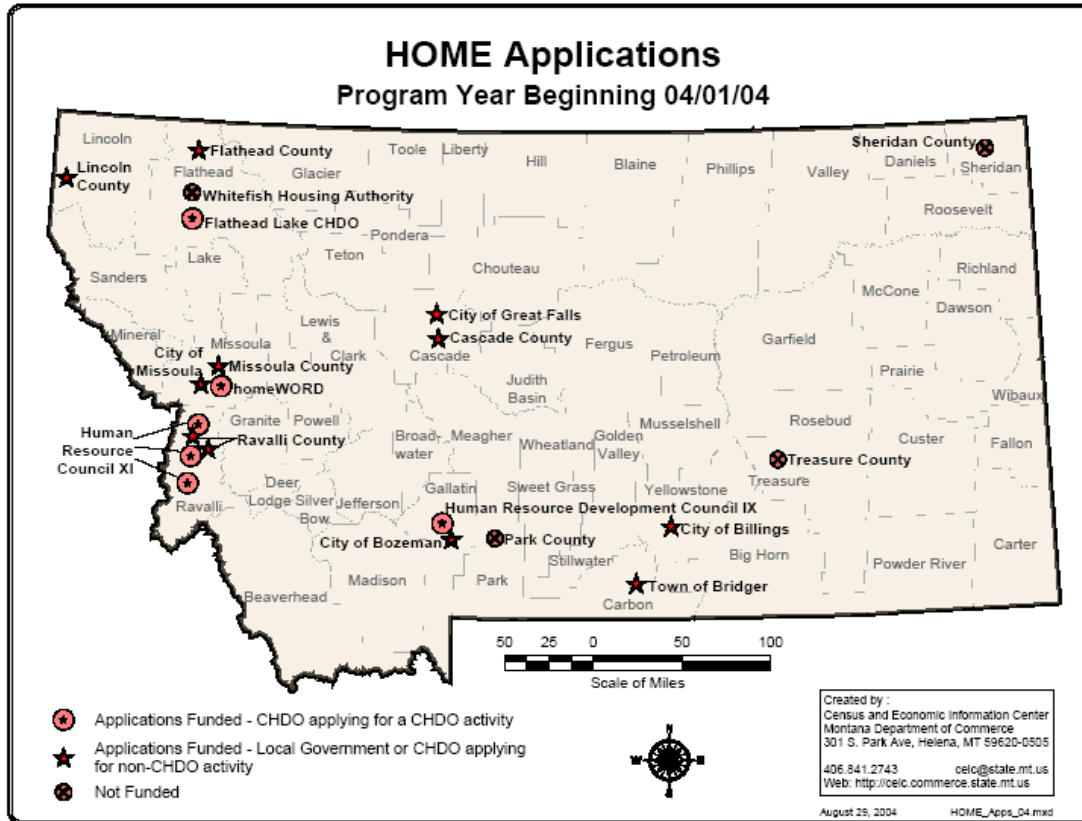 HOME Applications
Program Year Beginning 04/01/04
Lincoln
Flathead County
Toole
Liberty
Hill
Blaine
Phillips
Valley
Sheridan County
Daniels
Sheridan
Lincoln
County
Flathead
Glacier
Whitefish Housing Authority
Flathead Lake CHDO
Roosevelt
Pondera
Lake
Teton
Chouteau
Richland
Sanders
McCone
Dawson
City of Great Falls
Mineral
Lewis
&
Clark
Missoula
Cascade County
Cascade
Fergus
Petroleum
Garfield
City of
Missoula
Missoula County
homeWORD
Judith
Basin
Prairie
Wibaux
Granite
Powell
Musselshell
Rosebud
Human
Resource
Council XI
Ravalli County
Broad-
water
Meagher
Wheatland
Golden
Valley
Custer
Fallon
Treasure County
Treasure
Ravalli
Deer
Lodge
Silver
Bow
Jefferson
Gallatin
Sweet Grass
Yellowstone
Human Resource Development Council IX
City of Bozeman
Park County
City of Billings
Stillwater
Big Horn
Carter
Powder River
Madison
Park
Beaverhead
Town of Bridger
Carbon
50 25 0 50 100
Scale of Miles
Applications Funded - CHDO applying for a CHDO activity
Applications Funded - Local Government or CHDO applying
for non-CHDO activity
Not Funded
N
W
E
S
Created by :
Census and Economic Information Center
Montana Department of Commerce
301 S. Park Ave, Helena, MT 59620-0505
406.841.2743 ceic@state.mt.us
Web: http://ceic.commerce.state.mt.us
August 29, 2004 HOME_Apps_04.mxd